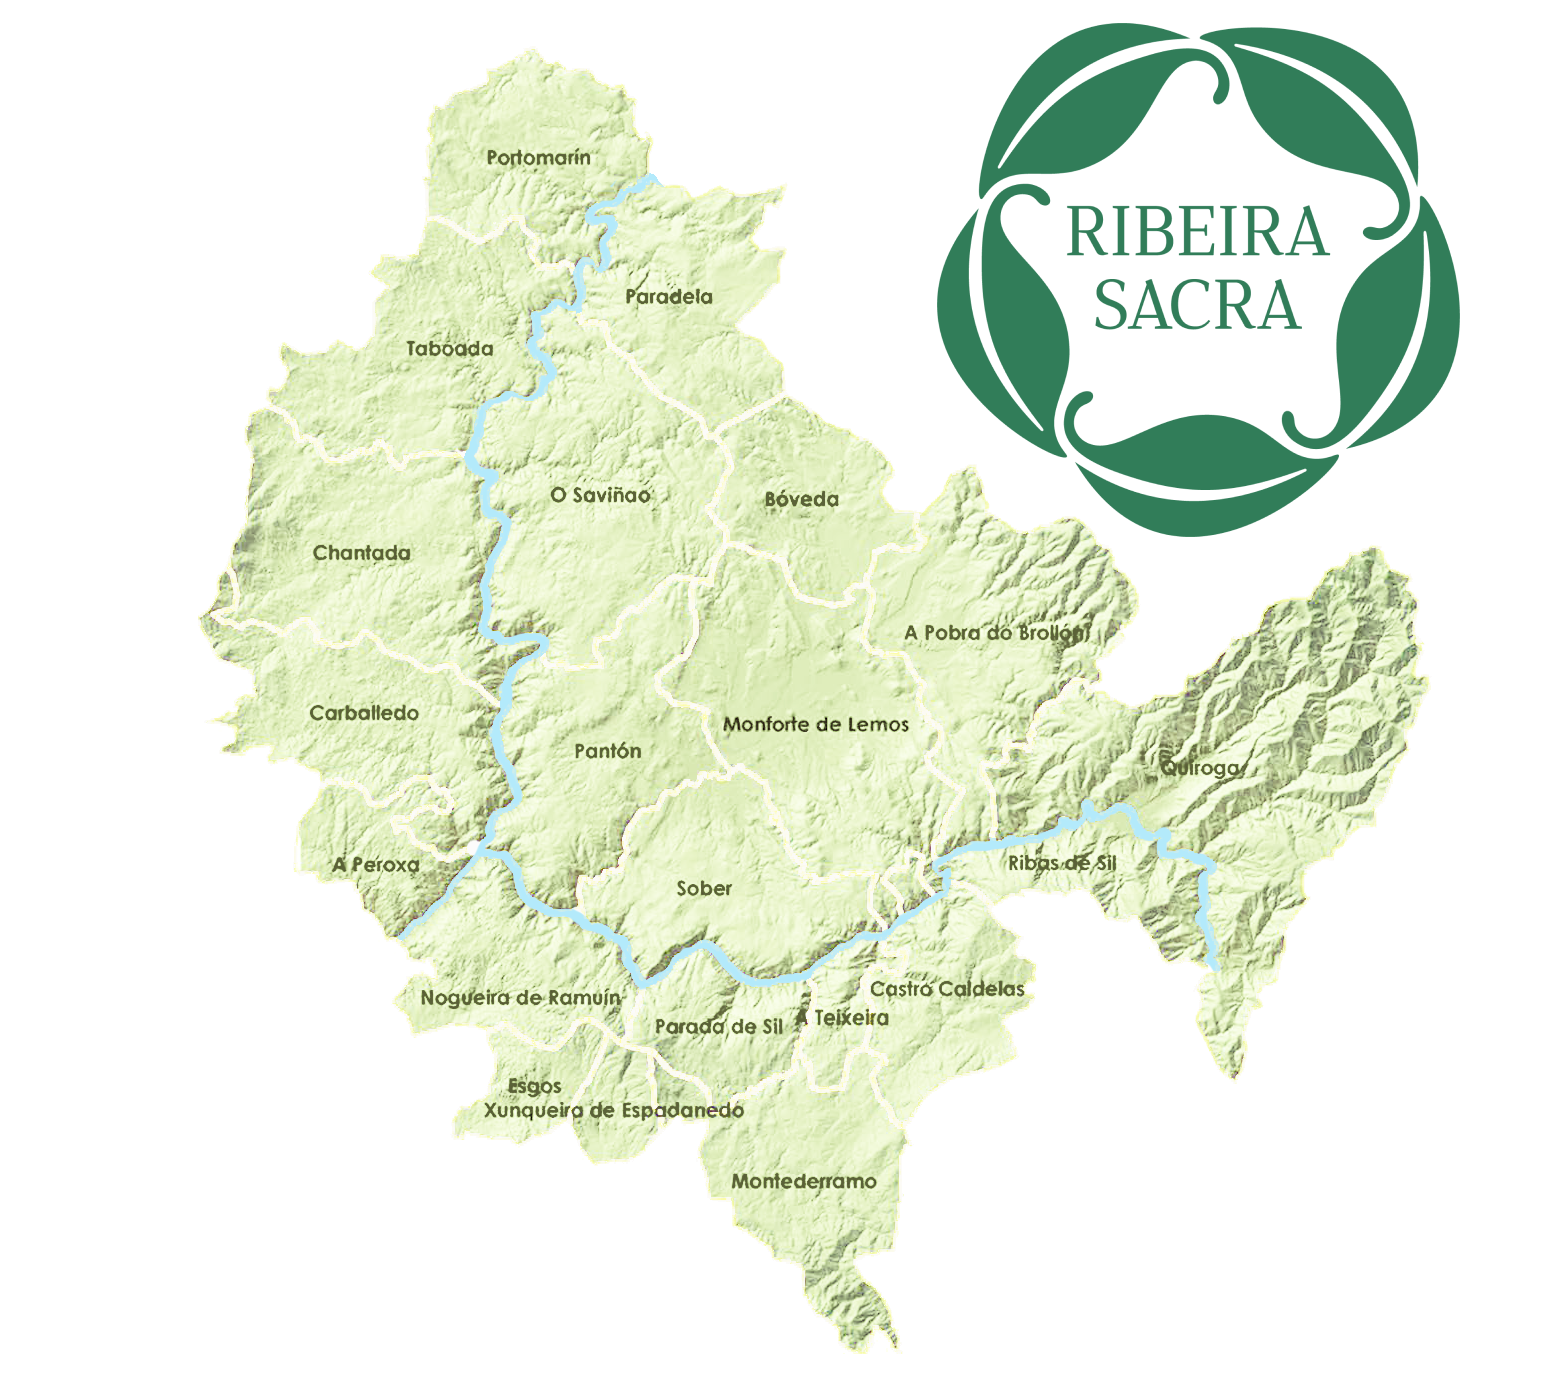 RIBEIRA
SACRA
Portomarín
Paradela
Taboada
O Saviñao
Bóveda
Chantada
A Pobra do Brollón
Carballedo
Monforte de Lemos
Pantón
Quiroga
A Peroxa
Ribas de Sil
Sober
Castro Caldelas
Nogueira de Ramuín
A Teixeira
Parada de Sil
Esgos
Xunqueira de Espadanedo
Montederramo